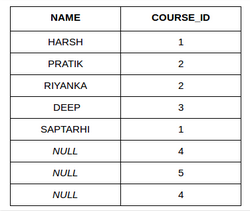 NAME COURSE_ID
HARSH 1
PRATIK 2
RIYANKA 2
DEEP 3
SAPTARHI 1
NULL 4
NULL 5
NULL 4